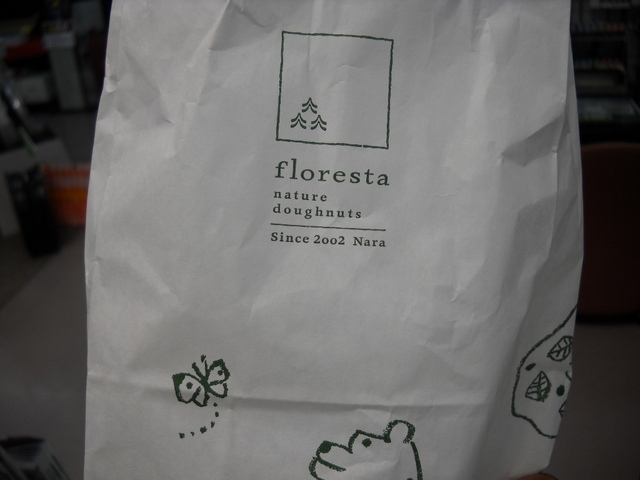 floresta
nature
doughnuts
Since 2002 Nara